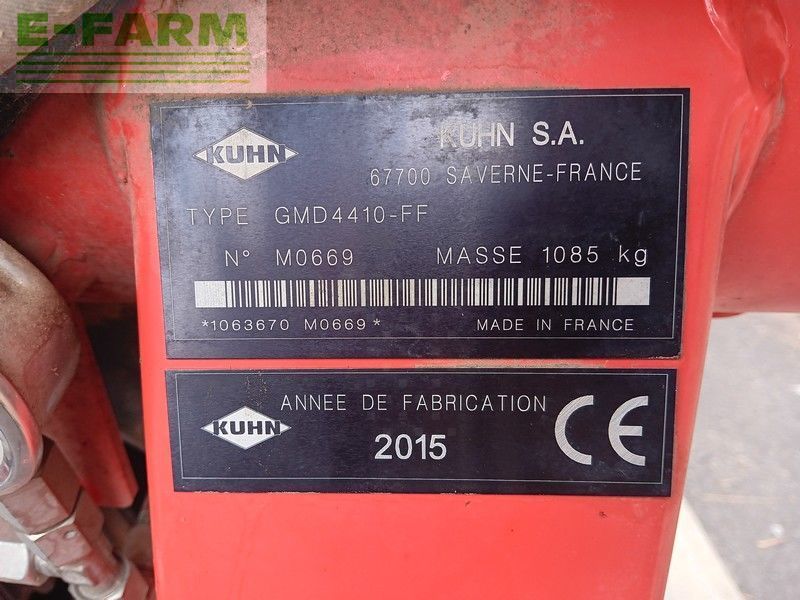 E-FARM
KUHN
KUHN S.A.
67700 SAVERNE-FRANCE
TYPE GMD4410-FF
N° M0669 MASSE 1085 kg
*1063670 M0669* MADE IN FRANCE
KUHN
ANNEE DE FABRICATION
2015
CE